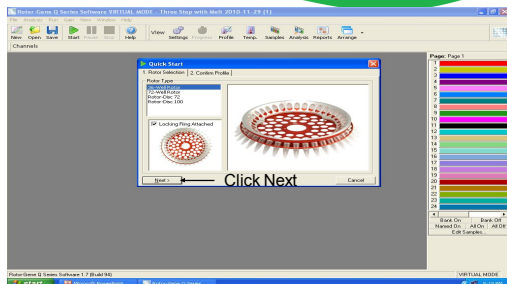 Rotor-Gene Q Series Software VIRTUAL MODE - Three Step with Melt 2010-11-29 (1)
File Analysis Run Gain View Window Help
New Open Save Start Pause Stop Help View Settings Progress Profile Temp. Samples Analysis Reports Arrange
Channels
Quick Start
1. Rotor Selection 2. Confirm Profile
Rotor Type
36-Well Rotor
72-Well Rotor
Rotor-Disc 72
Rotor-Disc 100
Locking Ring Attached
Next >
Click Next
Cancel
Page: Page 1
1
2
3
4
5
6
7
8
9
10
11
12
13
14
15
16
17
18
19
20
21
22
23
24
Bank On Bank Off
Named On All On All Off
Edit Samples...
Rotor-Gene Q Series Software 1.7 (Build 94)
VIRTUAL MODE
start Microsoft PowerPoint Rotor-Gene Q Series